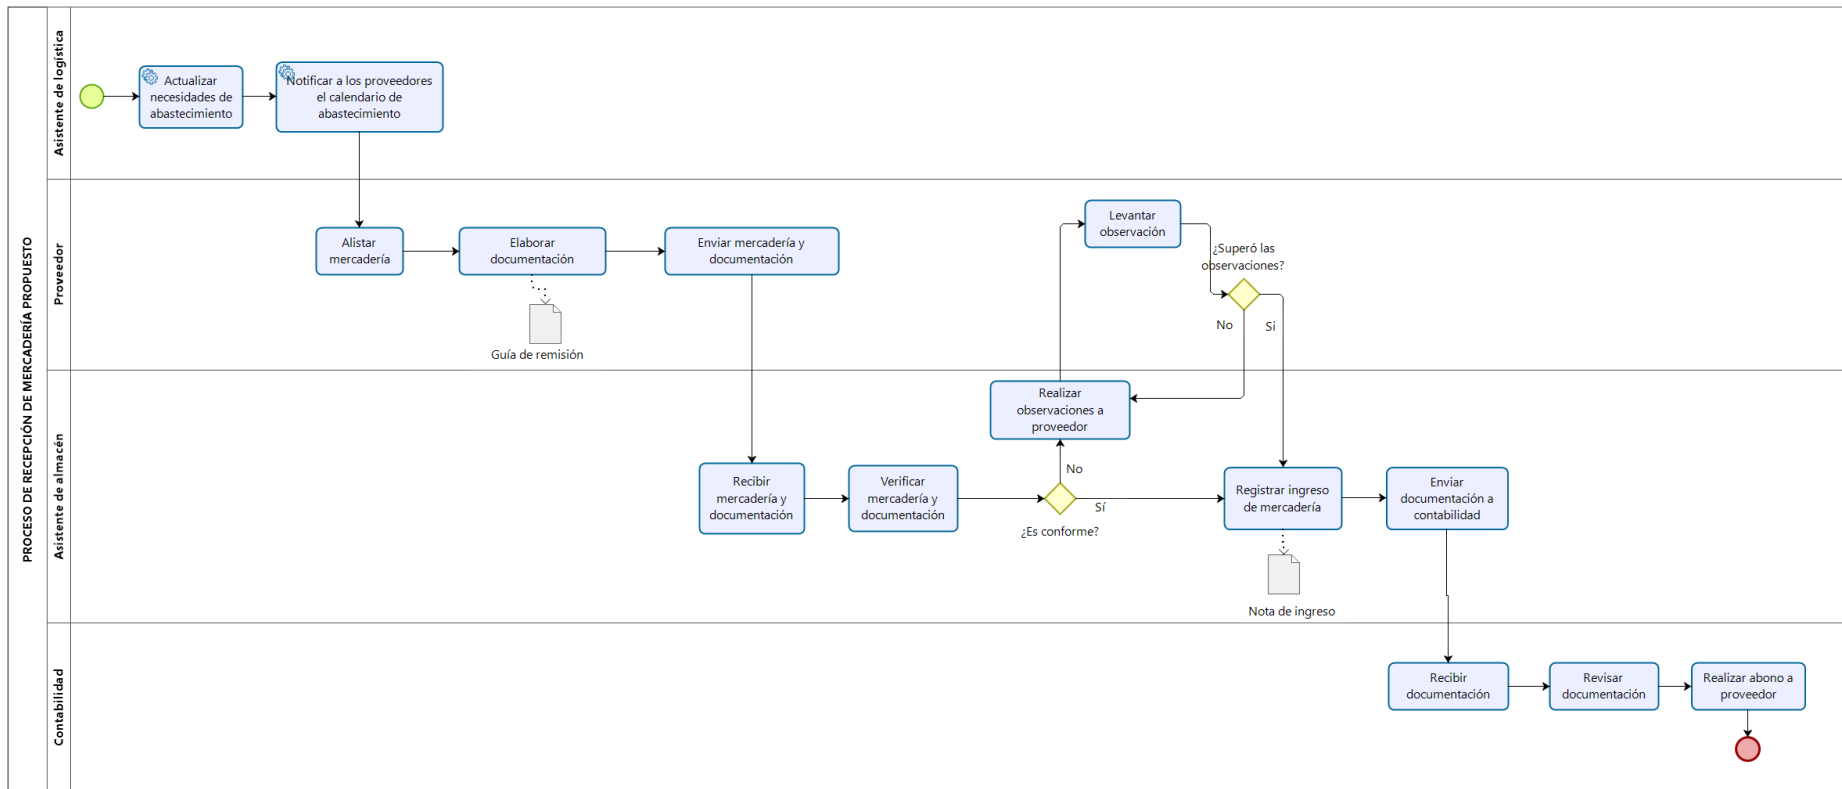 PROCESO DE RECEPCIÓN DE MERCADERÍA PROPUESTO
Asistente de logística
Actualizar
necesidades de
abastecimiento
Notificar a los proveedores
el calendario de
abastecimiento
Proveedor
Alistar
mercadería
Elaborar
documentación
Guía de remisión
Enviar mercadería y
documentación
Levantar
observación
¿Superó las
observaciones?
No
Si
Asistente de almacén
Recibir
mercadería y
documentación
Verificar
mercadería y
documentación
¿Es conforme?
No
Sí
Realizar
observaciones a
proveedor
Registrar ingreso
de mercadería
Nota de ingreso
Enviar
documentación a
contabilidad
Contabilidad
Recibir
documentación
Revisar
documentación
Realizar abono a
proveedor